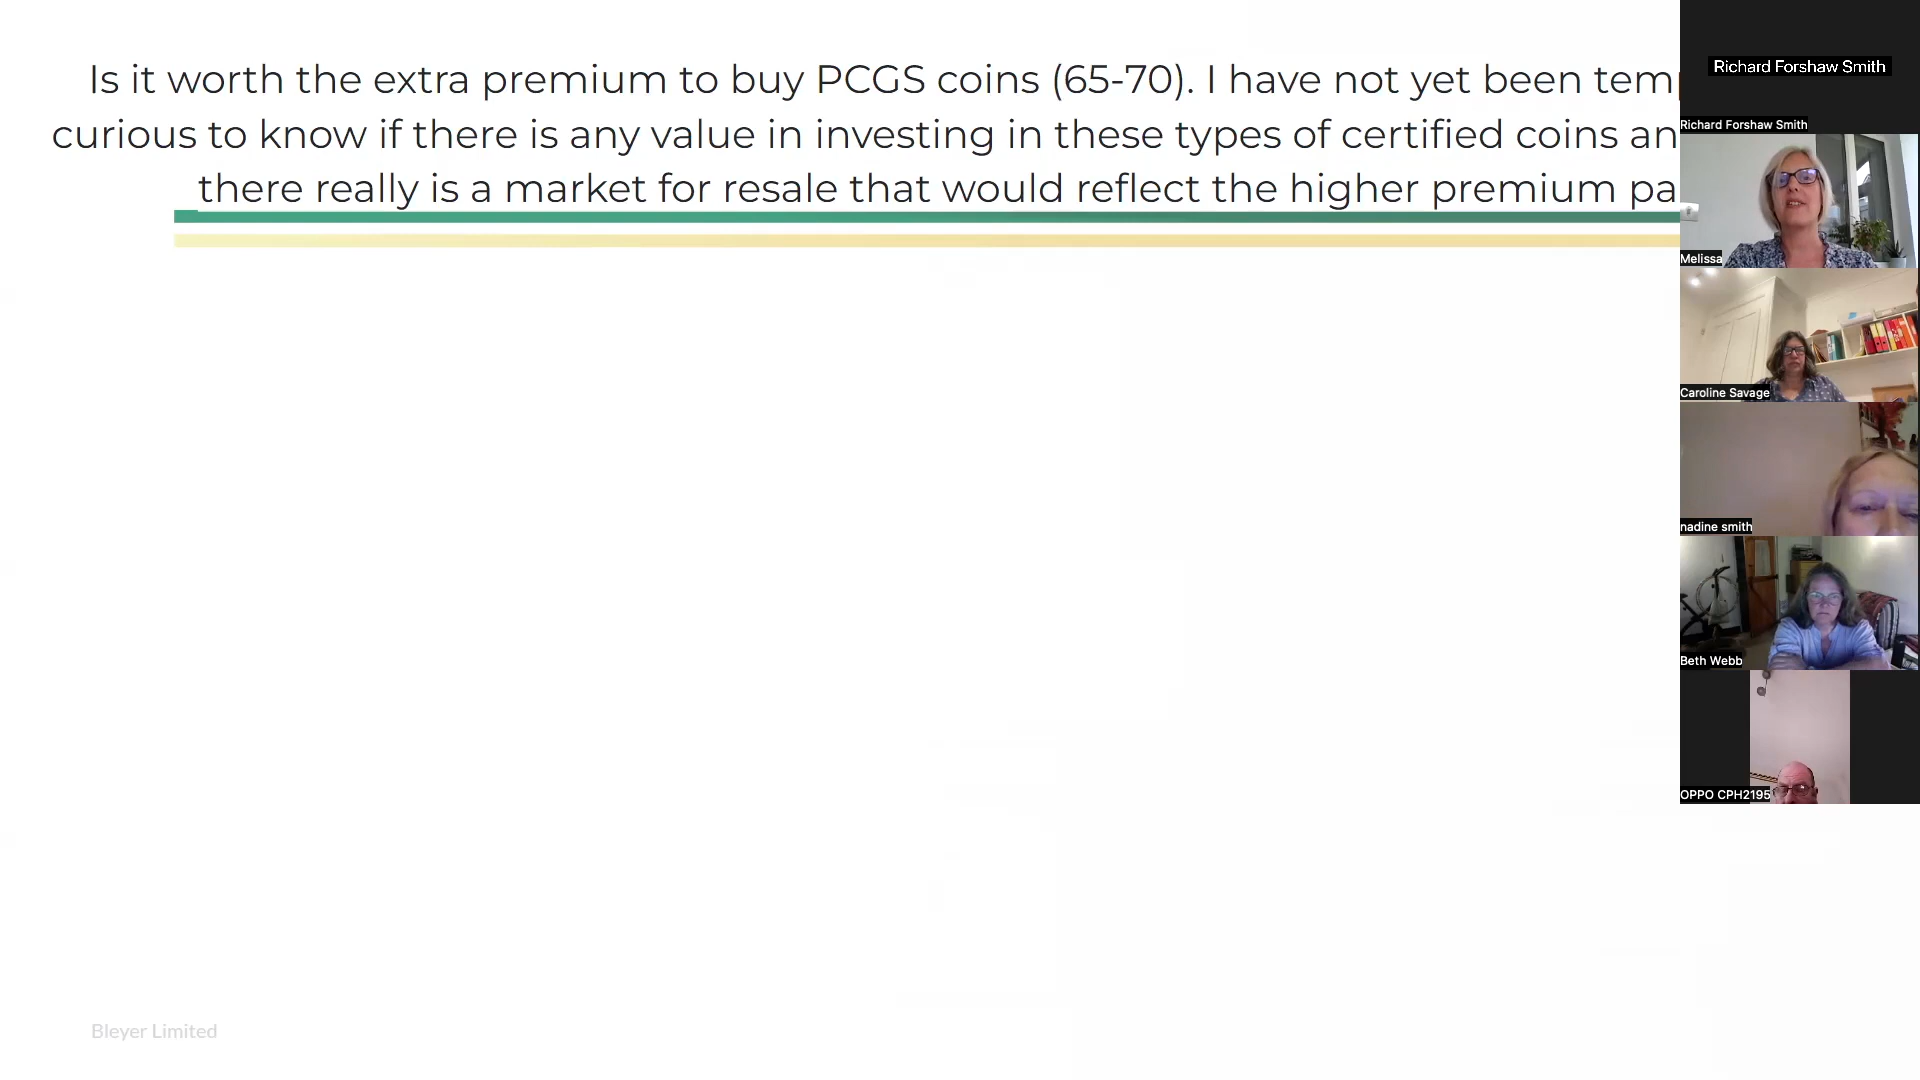 Is it worth the extra premium to buy PCGS coins (65-70). I have not yet been temp
curious to know if there is any value in investing in these types of certified coins an
there really is a market for resale that would reflect the higher premium pa
Richard Forshaw Smith
Richard Forshaw Smith
Melissa
Caroline Savage
nadine smith
Beth Webb
OPPO CPH2195
Bleyer Limited